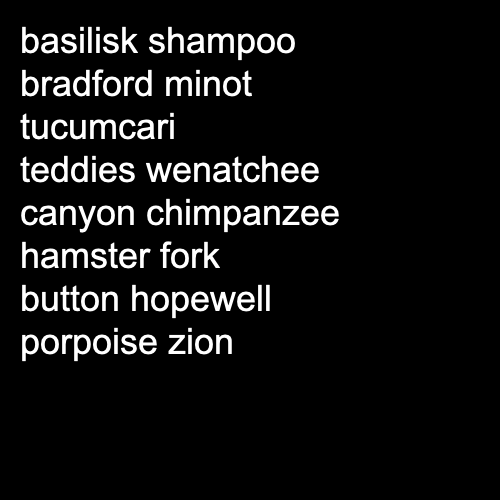 basilisk shampoo
bradford minot
tucumcari
teddies wenatchee
canyon chimpanzee
hamster fork
button hopewell
porpoise zion